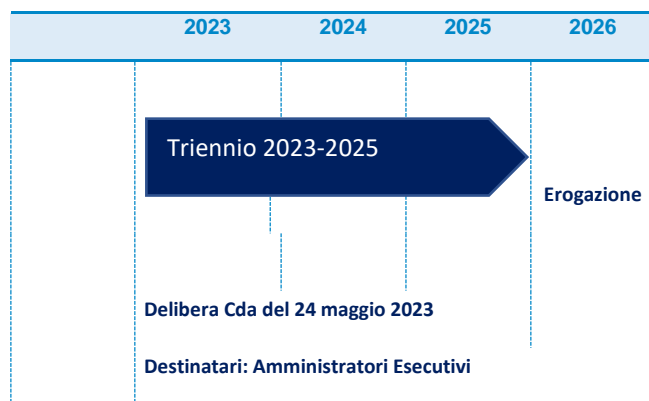 2023 2024 2025 2026
Triennio 2023-2025
Erogazione
Delibera Cda del 24 maggio 2023
Destinatari: Amministratori Esecutivi